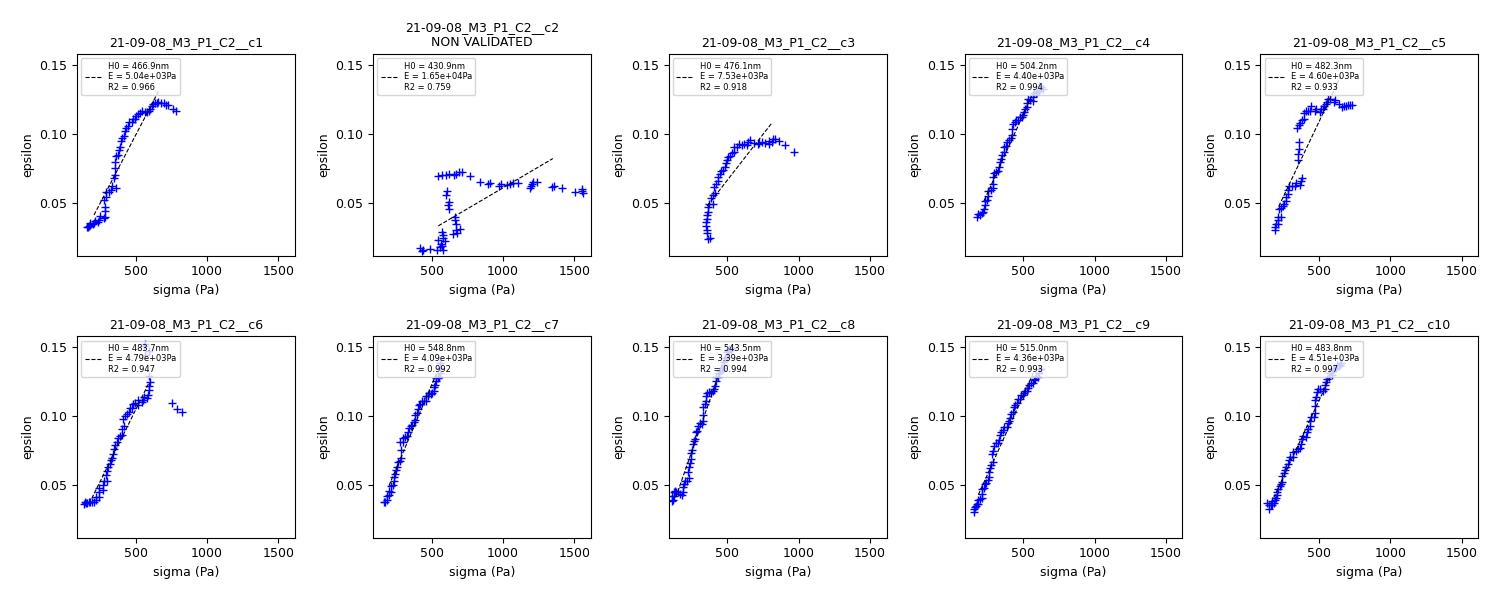 21-09-08_M3_P1_C2__c1
H0 = 466.9nm
E = 5.04e+03Pa
R2 = 0.966
0.15
0.10
0.05
epsilon
500 1000 1500
sigma (Pa)
21-09-08_M3_P1_C2__c2
NON VALIDATED
H0 = 430.9nm
E = 1.65e+04Pa
R2 = 0.759
0.15
0.10
0.05
epsilon
500 1000 1500
sigma (Pa)
21-09-08_M3_P1_C2__c3
H0 = 476.1nm
E = 7.53e+03Pa
R2 = 0.918
0.15
0.10
0.05
epsilon
500 1000 1500
sigma (Pa)
21-09-08_M3_P1_C2__c4
H0 = 504.2nm
E = 4.40e+03Pa
R2 = 0.994
0.15
0.10
0.05
epsilon
500 1000 1500
sigma (Pa)
21-09-08_M3_P1_C2__c5
H0 = 482.3nm
E = 4.60e+03Pa
R2 = 0.933
0.15
0.10
0.05
epsilon
500 1000 1500
sigma (Pa)
21-09-08_M3_P1_C2__c6
H0 = 483.7nm
E = 4.79e+03Pa
R2 = 0.947
0.15
0.10
0.05
epsilon
500 1000 1500
sigma (Pa)
21-09-08_M3_P1_C2__c7
H0 = 548.8nm
E = 4.09e+03Pa
R2 = 0.992
0.15
0.10
0.05
epsilon
500 1000 1500
sigma (Pa)
21-09-08_M3_P1_C2__c8
H0 = 543.5nm
E = 3.39e+03Pa
R2 = 0.994
0.15
0.10
0.05
epsilon
500 1000 1500
sigma (Pa)
21-09-08_M3_P1_C2__c9
H0 = 515.0nm
E = 4.36e+03Pa
R2 = 0.993
0.15
0.10
0.05
epsilon
500 1000 1500
sigma (Pa)
21-09-08_M3_P1_C2__c10
H0 = 483.8nm
E = 4.51e+03Pa
R2 = 0.997
0.15
0.10
0.05
epsilon
500 1000 1500
sigma (Pa)